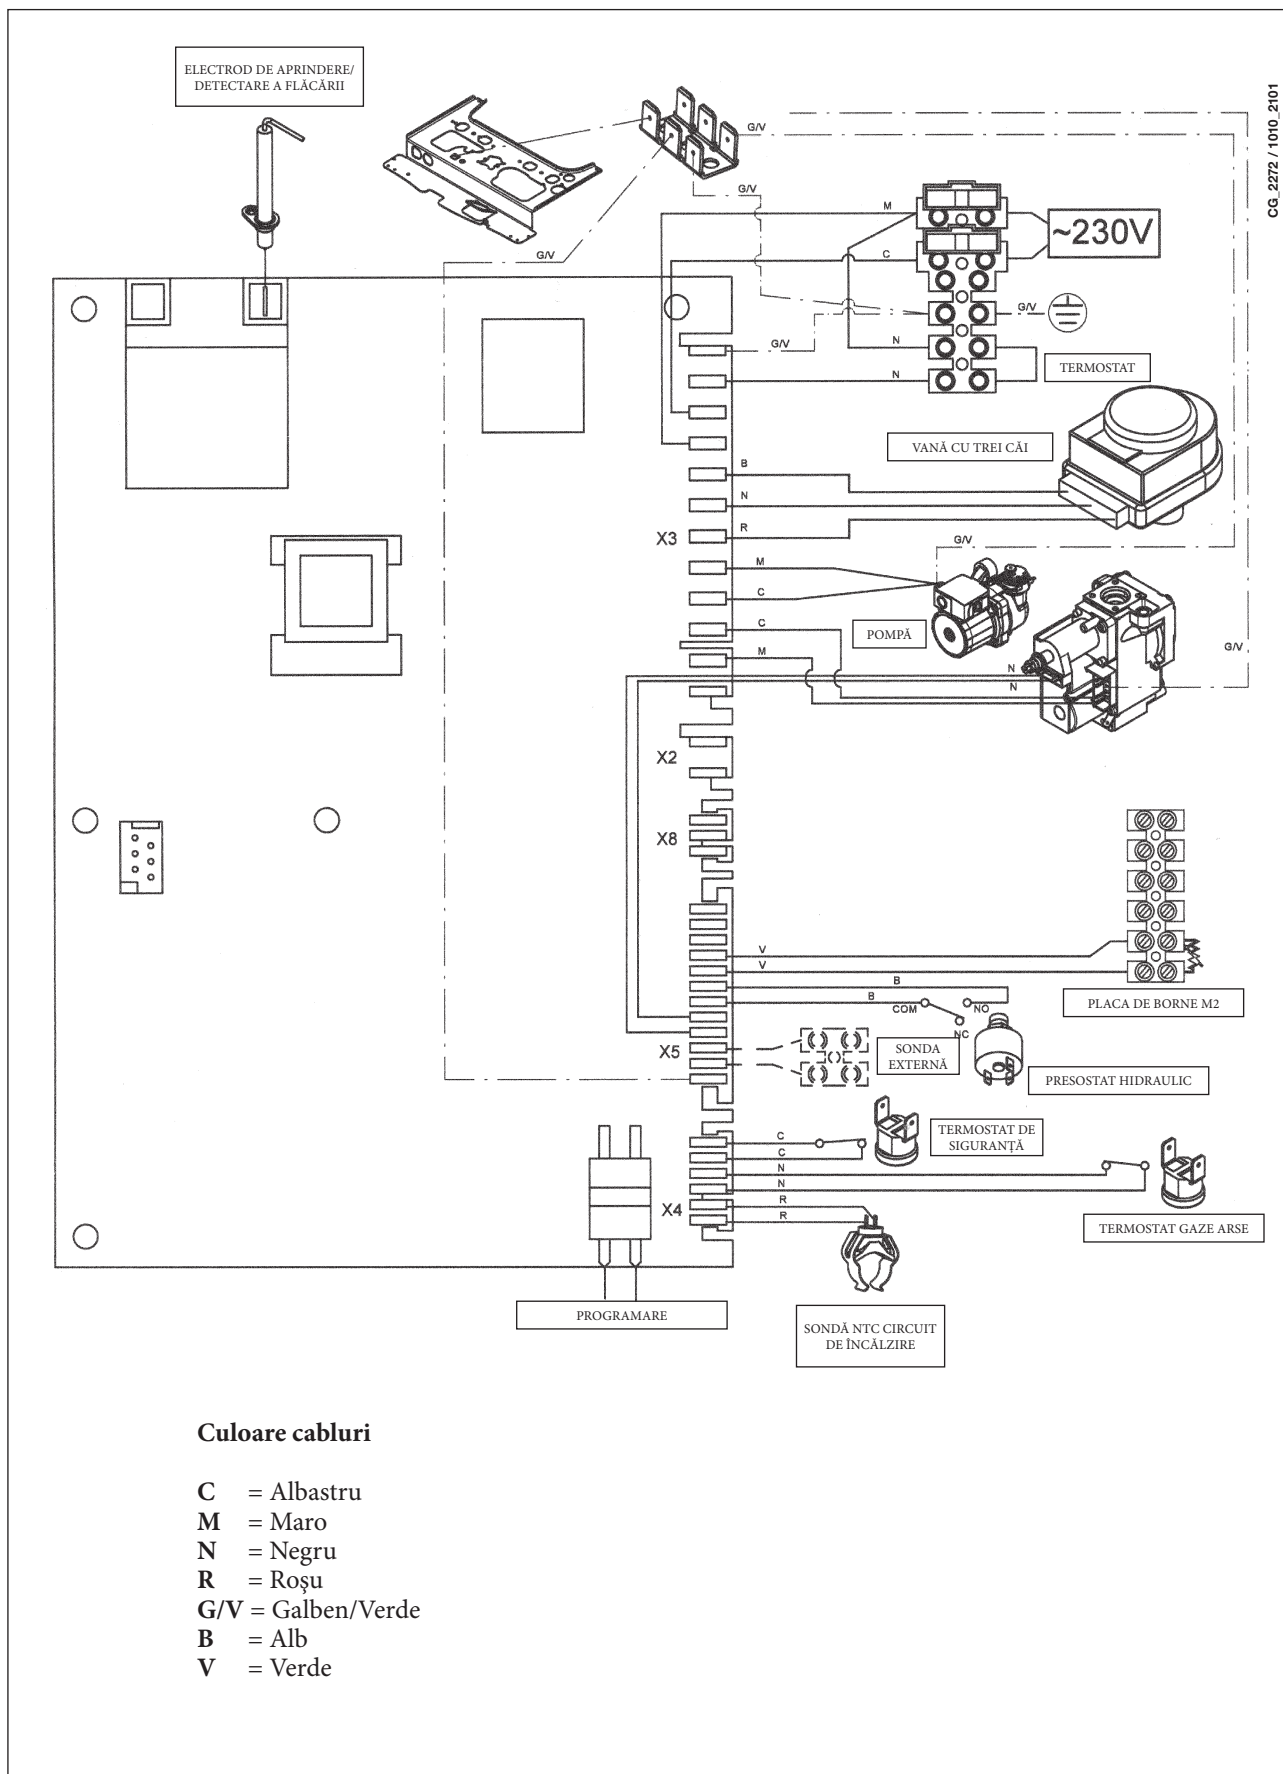 ELECTROD DE APRINDERE/
DETECTARE A FLĂCĂRII
CG_2272 / 1010_2101
G/V
G/V
M
~230V
G/V
C
G/V
G/V
N
TERMOSTAT
N
VANĂ CU TREI CĂI
B
N
R
X3
G/V
M
C
C
POMPĂ
M
G/V
N
N
X2
X8
V
V
B
B
COM
NO
NC
PLACA DE BORNE M2
X5
SONDA
EXTERNĂ
PRESOSTAT HIDRAULIC
C
C
TERMOSTAT DE
SIGURANȚĂ
N
N
R
R
X4
TERMOSTAT GAZE ARSE
PROGRAMARE
SONDĂ NTC CIRCUIT
DE ÎNCĂLZIRE
Culoare cabluri
C = Albastru
M = Maro
N = Negru
R = Roşu
G/V = Galben/Verde
B = Alb
V = Verde